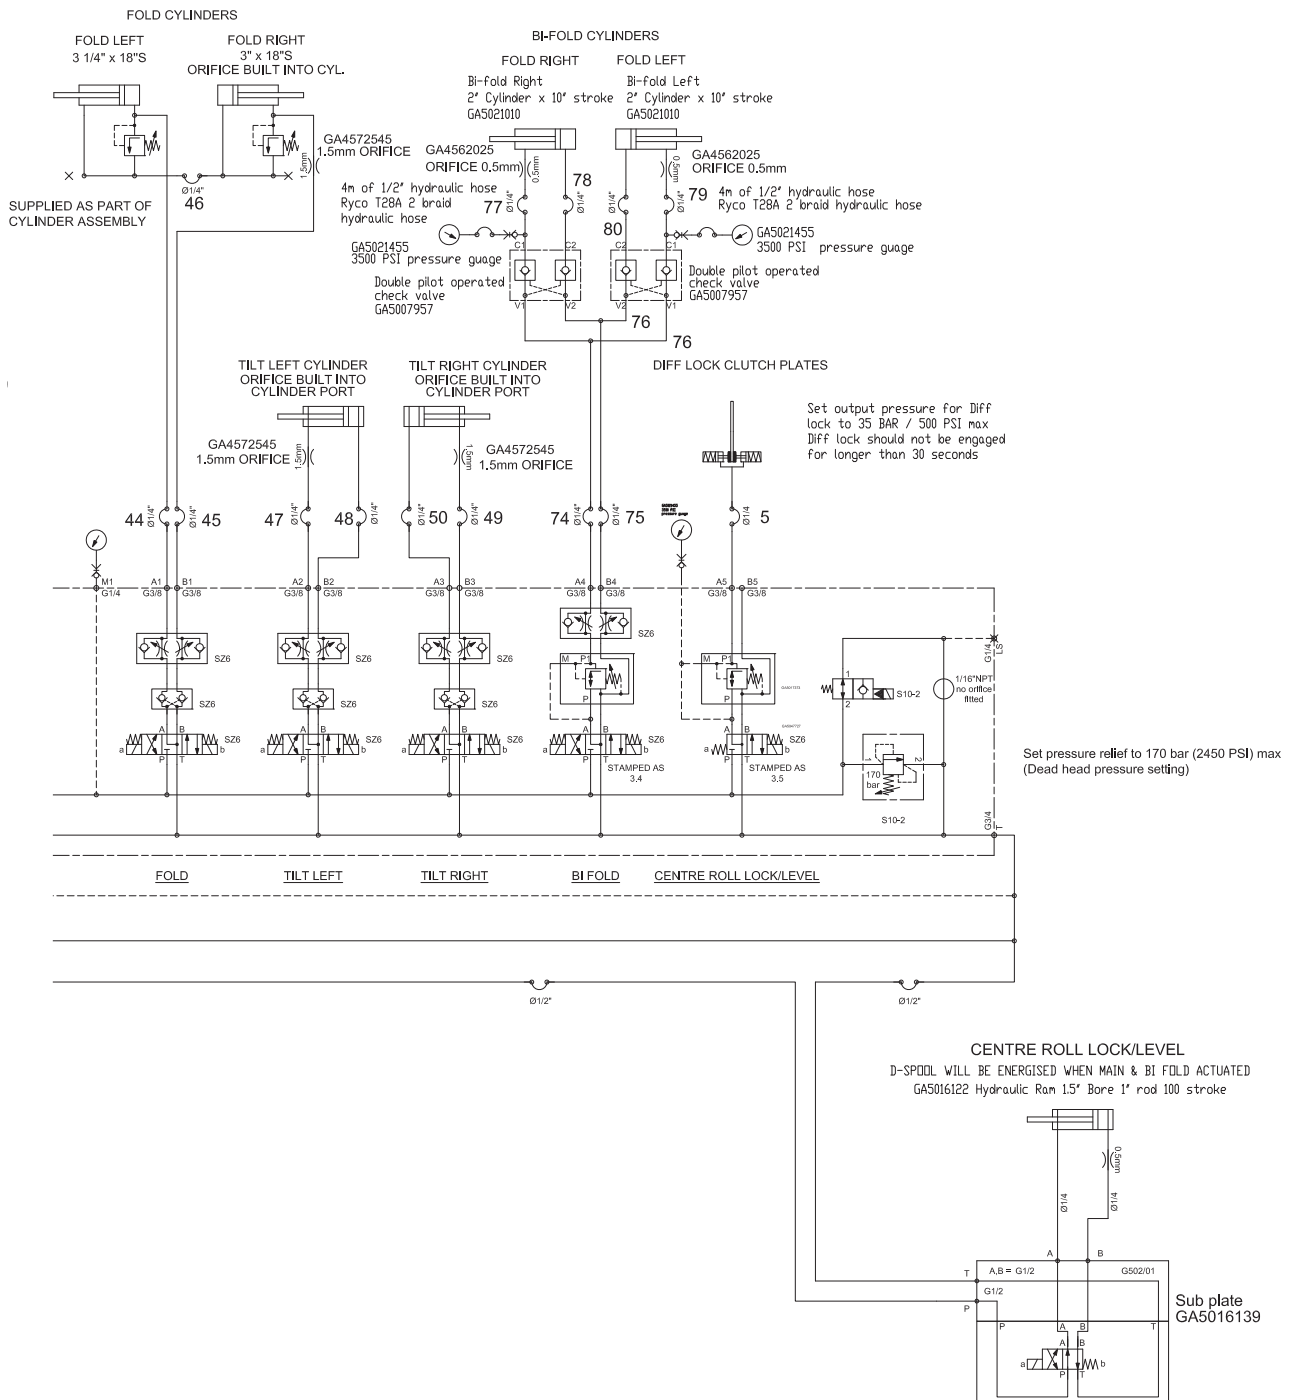 FOLD CYLINDERS
FOLD LEFT
3 1/4" x 18"S
FOLD RIGHT
3" x 18"S
ORIFICE BUILT INTO CYL.
GA4572545
1.5mm ORIFICE
1.5mm
Ø1/4"
46
SUPPLIED AS PART OF
CYLINDER ASSEMBLY
BI-FOLD CYLINDERS
FOLD RIGHT
FOLD LEFT
Bi-fold Right
2" Cylinder x 10" stroke
GA5021010
Bi-fold Left
2" Cylinder x 10" stroke
GA5021010
GA4562025
ORIFICE 0.5mm
0.5mm
0.5mm
GA4562025
ORIFICE 0.5mm
4m of 1/2" hydraulic hose
Ryco T28A 2 braid
hydraulic hose
77
Ø1/4"
78
Ø1/4"
80
Ø1/4"
79
Ø1/4"
4m of 1/2" hydraulic hose
Ryco T28A 2 braid hydraulic hose
GA5021455
3500 PSI pressure guage
GA5021455
3500 PSI pressure guage
C1
C2
C2
C1
Double pilot operated
check valve
GA5007957
Double pilot operated
check valve
GA5007957
V1
V2
V2
V1
76
76
TILT LEFT CYLINDER
ORIFICE BUILT INTO
CYLINDER PORT
TILT RIGHT CYLINDER
ORIFICE BUILT INTO
CYLINDER PORT
DIFF LOCK CLUTCH PLATES
Set output pressure for Diff
lock to 35 BAR / 500 PSI max
Diff lock should not be engaged
for longer than 30 seconds
GA4572545
1.5mm ORIFICE
1.5mm
1.5mm
GA4572545
1.5mm ORIFICE
44
Ø1/4"
45
47
Ø1/4"
48
Ø1/4"
Ø1/4"
50
49
Ø1/4"
74
Ø1/4"
75
Ø1/4"
Ø1/4
5
M1
G1/4
A1
B1
G3/8
G3/8
A2
B2
G3/8
G3/8
A3
B3
G3/8
G3/8
A4
B4
G3/8
G3/8
A5
B5
G3/8
G3/8
SZ6
SZ6
SZ6
SZ6
M
P1
P
M
P1
P
G1/4
LS
1/16"NPT
no orifice
fitted
1
2
S10-2
SZ6
SZ6
SZ6
a
A
B
b
P
T
SZ6
a
A
B
b
P
T
SZ6
a
A
B
b
P
T
SZ6
a
A
B
b
P
T
SZ6
STAMPED AS
3,4
a
A
B
b
P
T
SZ6
STAMPED AS
3,5
1
2
170
bar
S10-2
G3/4
T
Set pressure relief to 170 bar (2450 PSI) max
(Dead head pressure setting)
FOLD
TILT LEFT
TILT RIGHT
BI FOLD
CENTRE ROLL LOCK/LEVEL
Ø1/2"
Ø1/2"
CENTRE ROLL LOCK/LEVEL
D-SPOOL WILL BE ENERGISED WHEN MAIN & BI FOLD ACTUATED
GA5016122 Hydraulic Ram 1.5" Bore 1" rod 100 stroke
0.5mm
Ø1/4
Ø1/4
A
B
T
A,B = G1/2
G502/01
G1/2
P
Sub plate
GA5016139
P
A
B
T
A
B
a
b
P
T